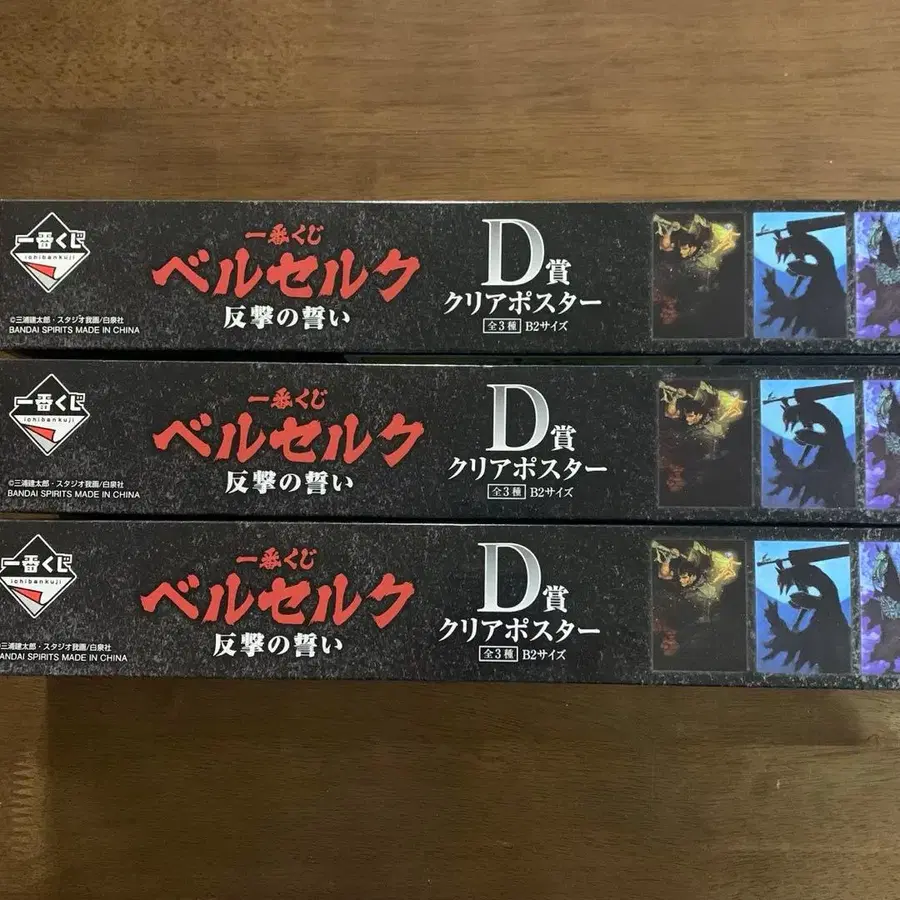 一番くじ
ichibankuji
©三浦建太郎・スタジオ我画/白泉社
BANDAI SPIRITS MADE IN CHINA
一番くじ
ベルセルク
反撃の誓い
D賞
クリアポスター
全3種 B2サイズ
一番くじ
ichibankuji
©三浦建太郎・スタジオ我画/白泉社
BANDAI SPIRITS MADE IN CHINA
一番くじ
ベルセルク
反撃の誓い
D賞
クリアポスター
全3種 B2サイズ
一番くじ
ichibankuji
三浦建太郎・スタジオ我画/白泉社
BANDAI SPIRITS MADE IN CHINA
一番くじ
ベルセルク
反撃の誓い
D賞
クリアポスター
全3種 B2サイズ